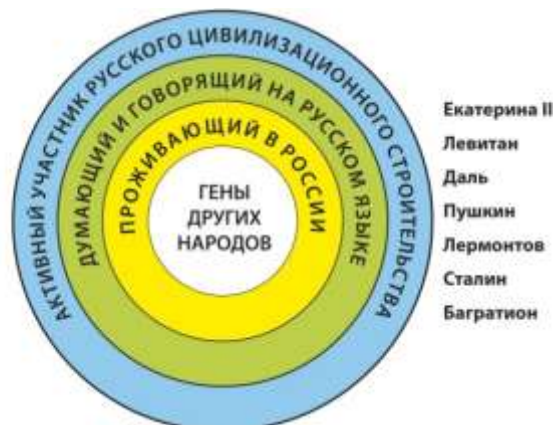 АКТИВНЫЙ УЧАСТНИК РУССКОГО ЦИВИЛИЗАЦИОННОГО СТРОИТЕЛЬСТВА
ДУМАЮЩИЙ И ГОВОРЯЩИЙ НА РУССКОМ ЯЗЫКЕ
ПРОЖИВАЮЩИЙ В РОССИИ
ГЕНЫ
ДРУГИХ
НАРОДОВ
Екатерина II
Левитан
Даль
Пушкин
Лермонтов
Сталин
Багратион